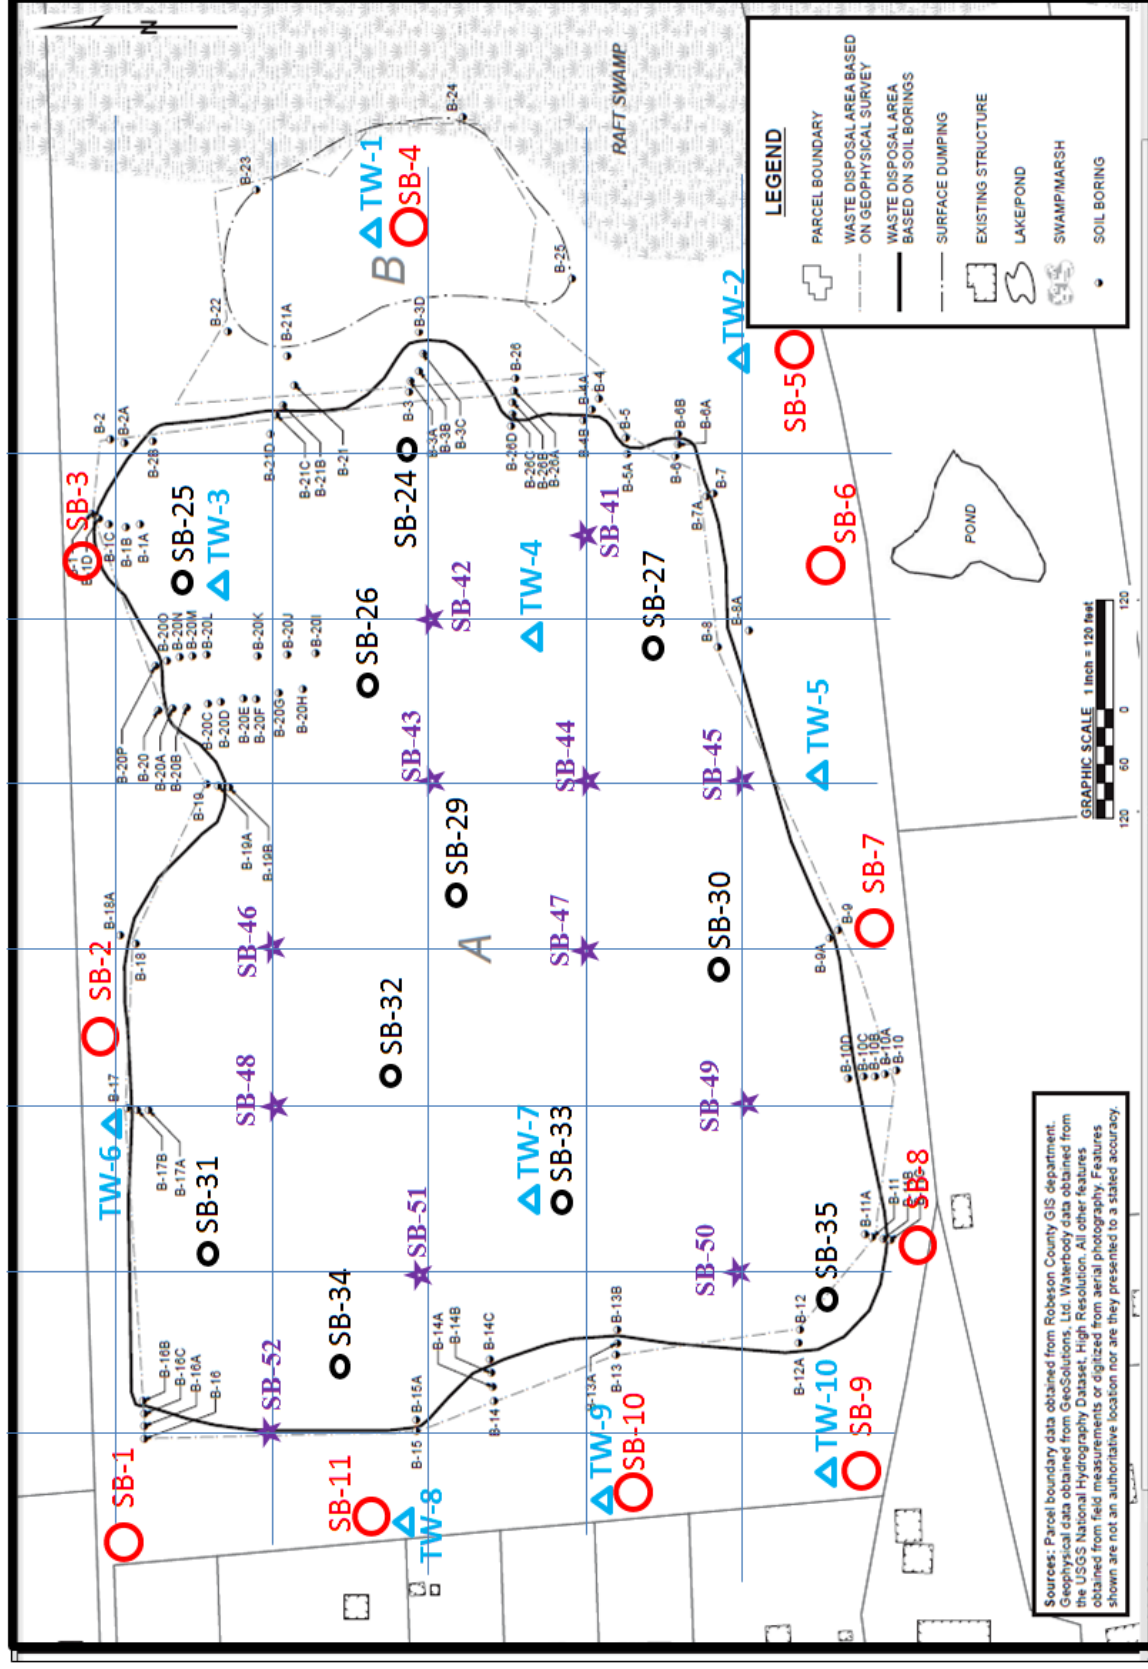 N
RAFT SWAMP
LEGEND
PARCEL BOUNDARY
WASTE DISPOSAL AREA BASED
ON GEOPHYSICAL SURVEY
WASTE DISPOSAL AREA
BASED ON SOIL BORINGS
SURFACE DUMPING
EXISTING STRUCTURE
LAKE/POND
SWAMP/MARSH
SOIL BORING
SB-1
SB-2
SB-3
SB-4
SB-5
SB-6
SB-7
SB-8
SB-9
SB-10
SB-11
TW-1
TW-2
TW-3
TW-4
TW-5
TW-6
TW-7
TW-8
TW-9
TW-10
SB-24
SB-25
SB-26
SB-27
SB-29
SB-30
SB-31
SB-32
SB-33
SB-34
SB-35
SB-41
SB-42
SB-43
SB-44
SB-45
SB-46
SB-47
SB-48
SB-49
SB-50
SB-51
SB-52
A
B
B-1D
B-1C
B-1B
B-1A
B-2
B-2A
B-2B
B-3
B-3A
B-3B
B-3C
B-3D
B-4
B-4A
B-4B
B-5
B-5A
B-6
B-6A
B-6B
B-7
B-7A
B-8
B-8A
B-9
B-9A
B-10
B-10A
B-10B
B-10C
B-10D
B-11
B-11A
B-12
B-12A
B-13
B-13A
B-13B
B-14
B-14A
B-14B
B-14C
B-15
B-15A
B-16
B-16A
B-16C
B-16B
B-17
B-17A
B-17B
B-18
B-18A
B-19
B-19A
B-19B
B-20
B-20A
B-20B
B-20C
B-20D
B-20E
B-20F
B-20G
B-20H
B-20I
B-20J
B-20K
B-20L
B-20M
B-20N
B-20O
B-20P
B-21
B-21A
B-21B
B-21C
B-21D
B-22
B-23
B-24
B-25
B-26
B-26A
B-26B
B-26C
B-26D
POND
GRAPHIC SCALE 1 inch = 120 feet
120 60 0 120
Sources: Parcel boundary data obtained from Robeson County GIS department.
Geophysical data obtained from GeoSolutions, Ltd. Waterbody data obtained from
the USGS National Hydrography Dataset, High Resolution. All other features
obtained from field measurements or digitized from aerial photography. Features
shown are not an authoritative location nor are they presented to a stated accuracy.